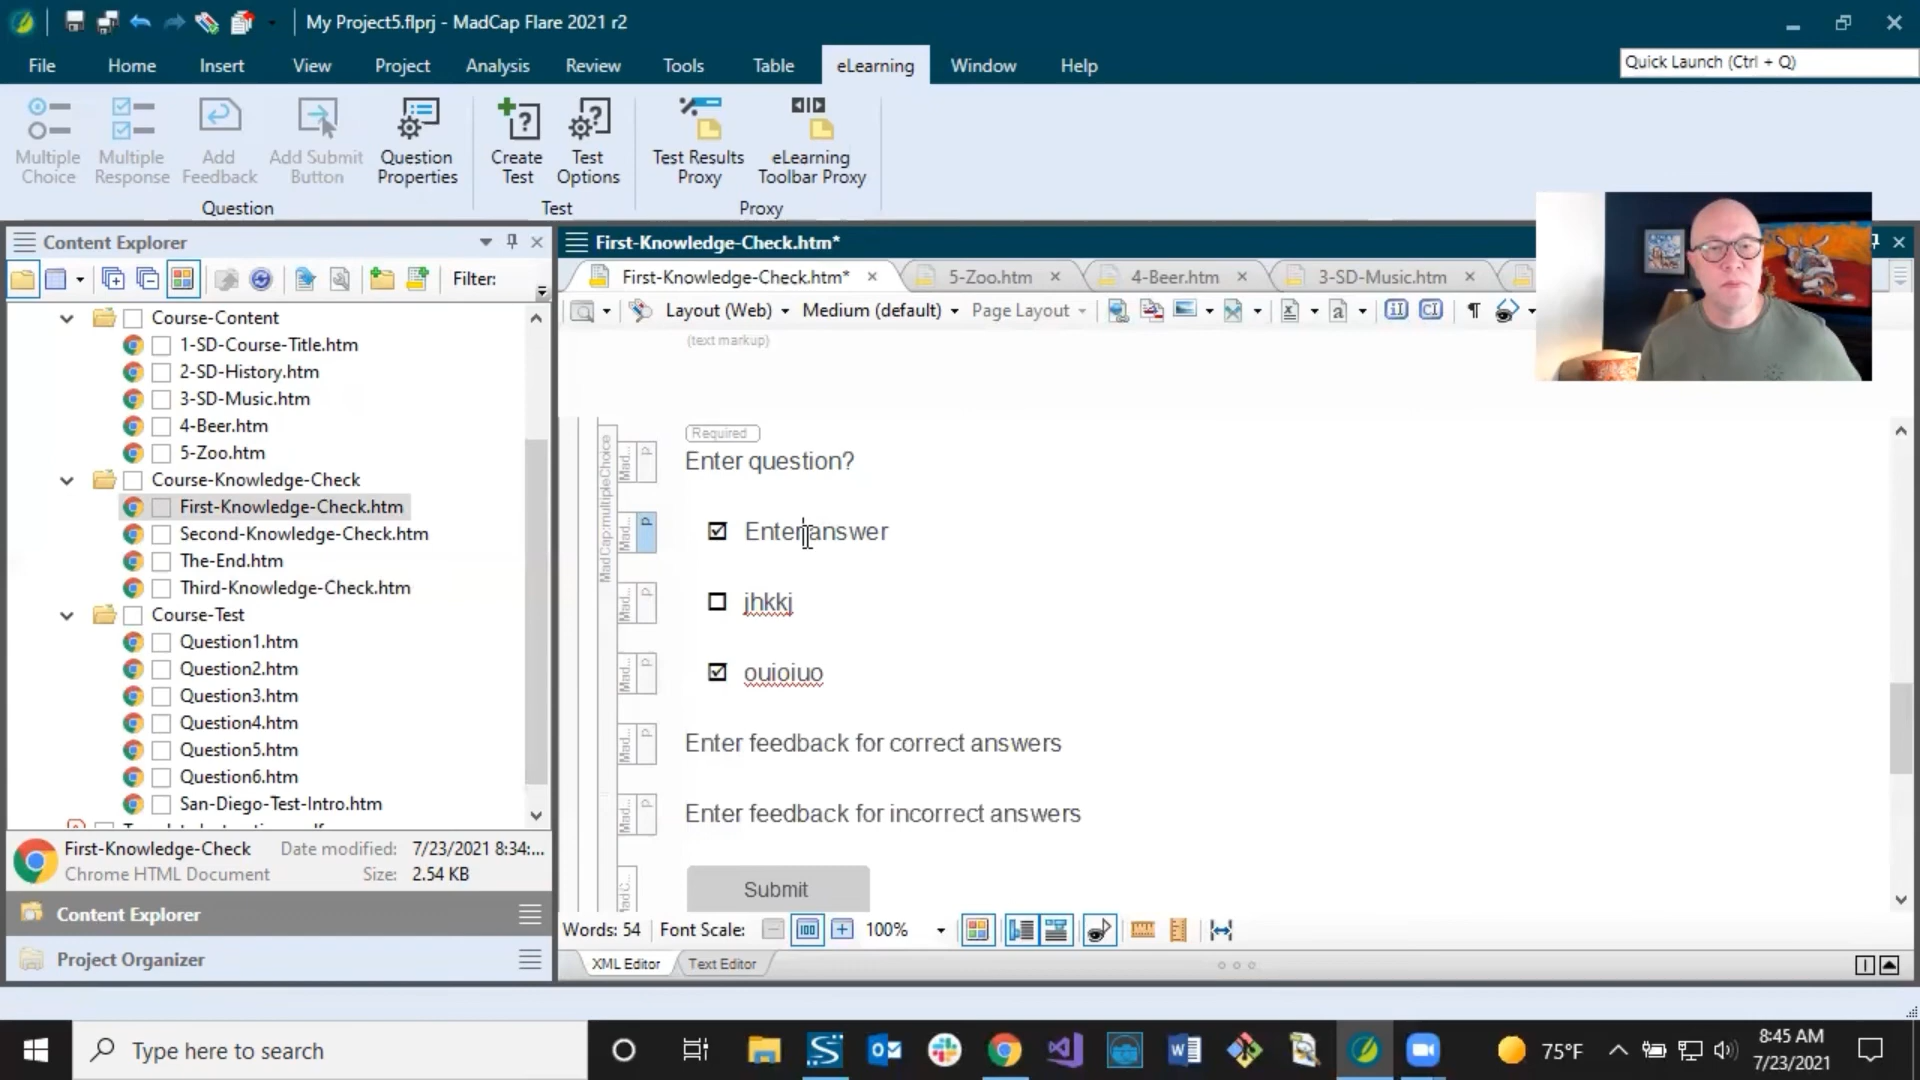 My Project5.flprj - MadCap Flare 2021 r2
File Home Insert View Project Analysis Review Tools Table eLearning Window Help
Quick Launch (Ctrl + Q)
Multiple Choice
Multiple Response
Add Feedback
Add Submit Button
Question Properties
Create Test
Test Options
Test Results Proxy
eLearning Toolbar Proxy
Question
Test
Proxy
Content Explorer
Filter:
Course-Content
1-SD-Course-Title.htm
2-SD-History.htm
3-SD-Music.htm
4-Beer.htm
5-Zoo.htm
Course-Knowledge-Check
First-Knowledge-Check.htm
Second-Knowledge-Check.htm
The-End.htm
Third-Knowledge-Check.htm
Course-Test
Question1.htm
Question2.htm
Question3.htm
Question4.htm
Question5.htm
Question6.htm
San-Diego-Test-Intro.htm
First-Knowledge-Check Date modified: 7/23/2021 8:34:...
Chrome HTML Document Size: 2.54 KB
Content Explorer
Project Organizer
First-Knowledge-Check.htm*
First-Knowledge-Check.htm* 5-Zoo.htm 4-Beer.htm 3-SD-Music.htm
Layout (Web) Medium (default) Page Layout
(text markup)
MadCap:multipleChoice
Required
Mad... p
Enter question?
Mad... p
Enter answer
Mad... p
jhkkj
Mad... p
ouioiuo
Mad... p
Enter feedback for correct answers
Mad... p
Enter feedback for incorrect answers
MadC...
Submit
Words: 54 Font Scale: 100 100%
XML Editor Text Editor
Type here to search
75°F
8:45 AM
7/23/2021